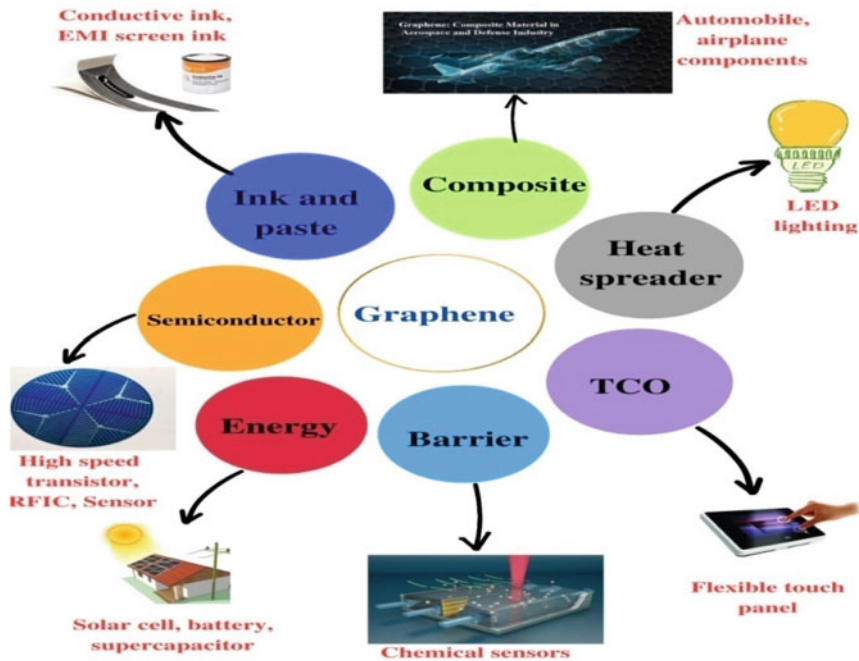 Conductive ink,
EMI screen ink
Graphene: Composite Material in
Aerospace and Defense Industry
Automobile,
airplane
components
LED
LED
lighting
Ink and
paste
Composite
Heat
spreader
Semiconductor
Graphene
TCO
Energy
Barrier
High speed
transistor,
RFIC, Sensor
Flexible touch
panel
Solar cell, battery,
supercapacitor
Chemical sensors